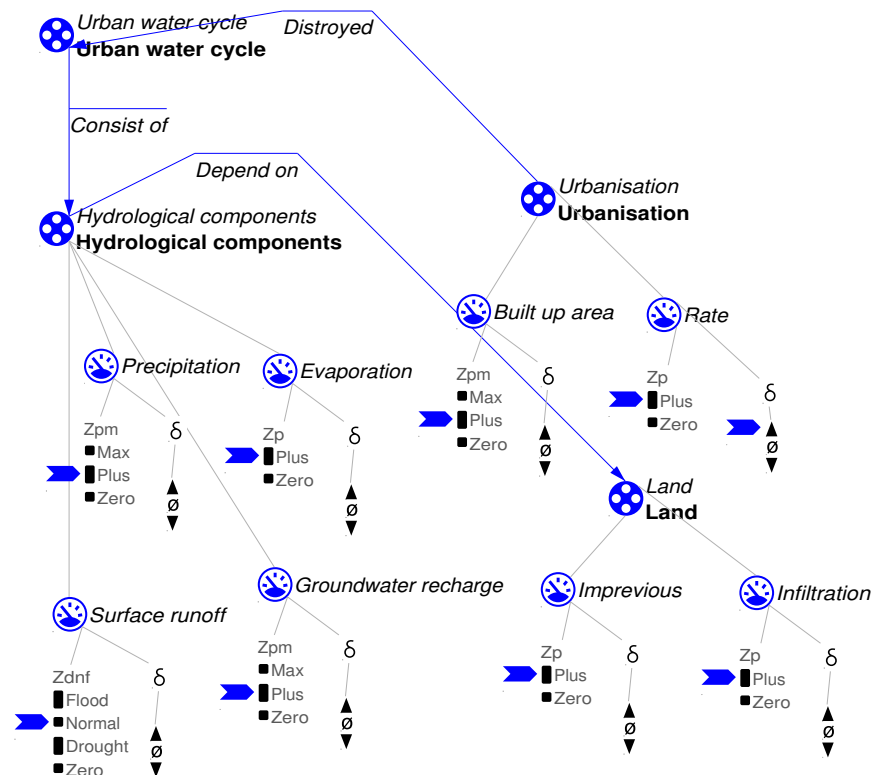 Urban water cycle
Urban water cycle
Distroyed
Consist of
Depend on
Urbanisation
Urbanisation
Hydrological components
Hydrological components
Built up area
Rate
Precipitation
Evaporation
Zpm
Max
Plus
Zero
δ
ø
Zp
Plus
Zero
δ
ø
Zpm
Max
Plus
Zero
δ
ø
Zp
Plus
Zero
δ
ø
Land
Land
Surface runoff
Groundwater recharge
Imprevious
Infiltration
Zdnf
Flood
Normal
Drought
Zero
δ
ø
Zpm
Max
Plus
Zero
δ
ø
Zp
Plus
Zero
δ
ø
Zp
Plus
Zero
δ
ø